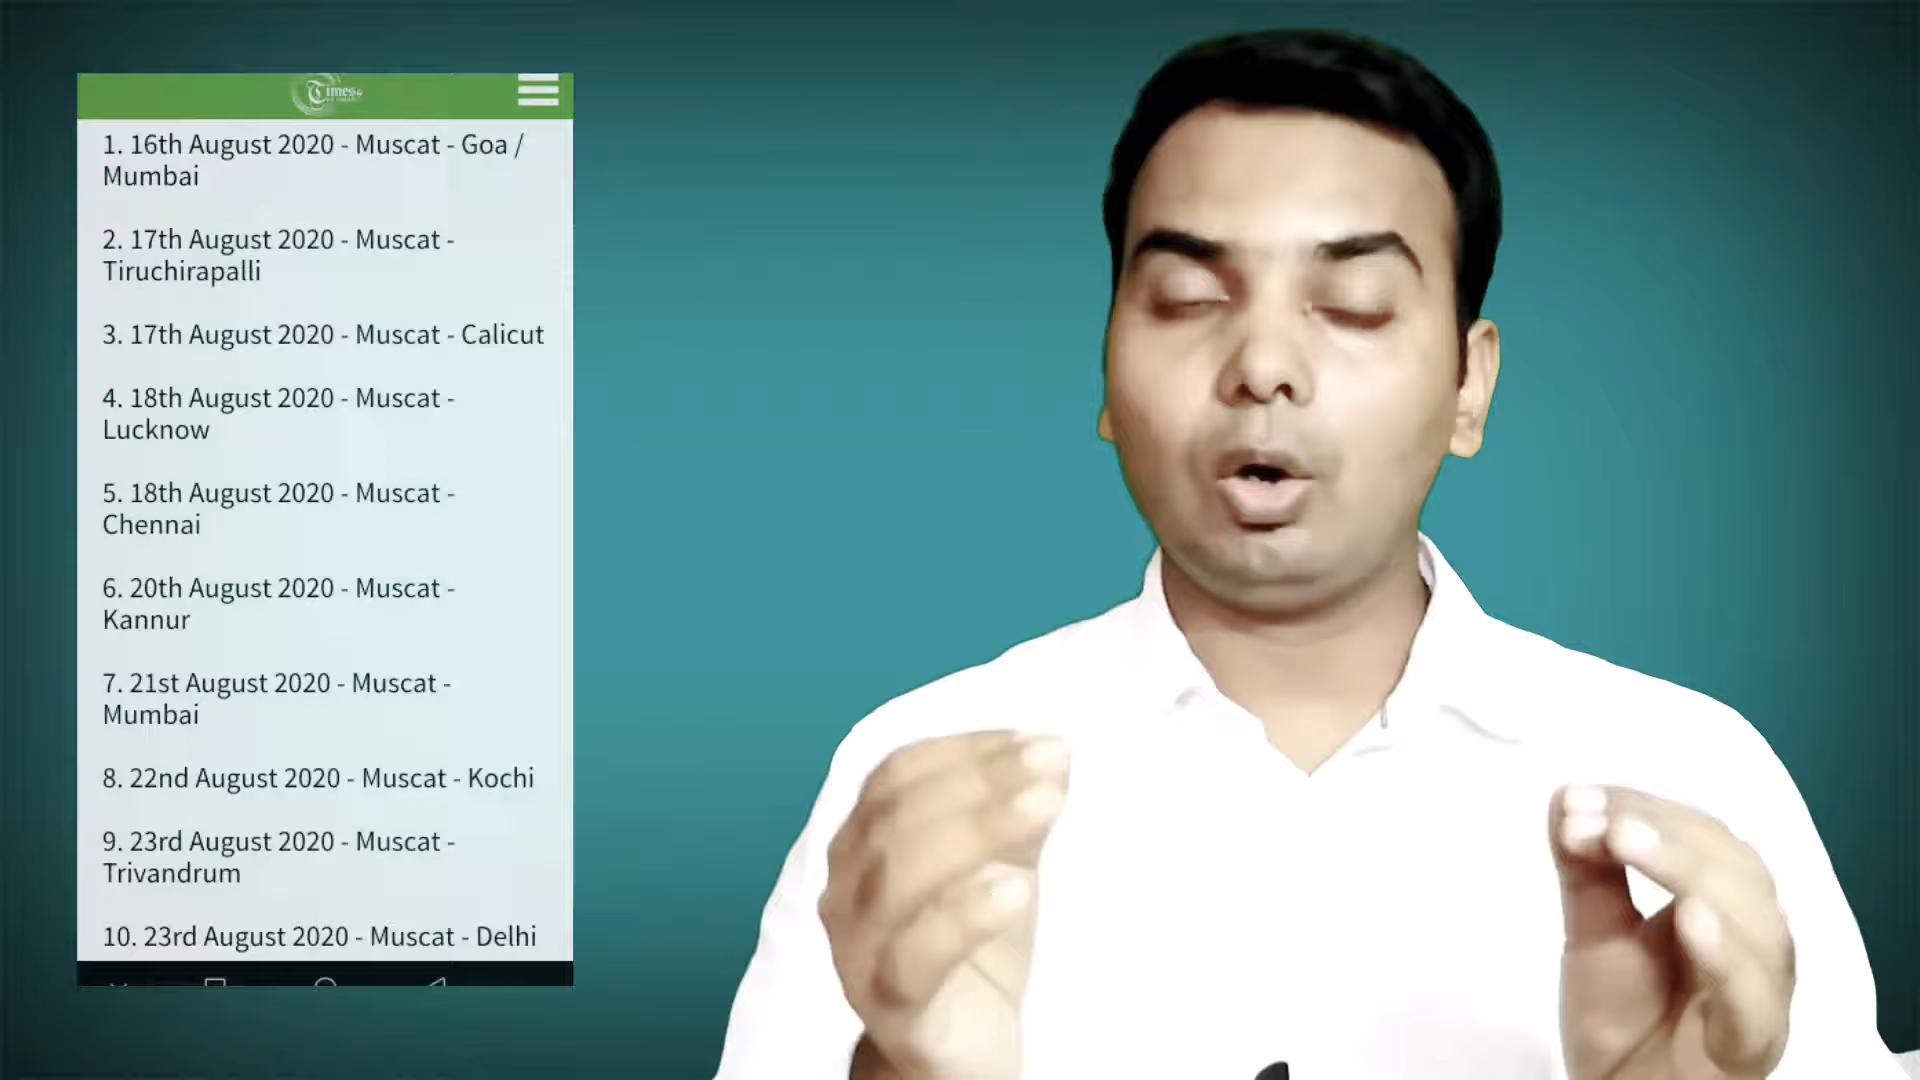 Times
1. 16th August 2020 - Muscat - Goa /
Mumbai
2. 17th August 2020 - Muscat -
Tiruchirapalli
3. 17th August 2020 - Muscat - Calicut
4. 18th August 2020 - Muscat -
Lucknow
5. 18th August 2020 - Muscat -
Chennai
6. 20th August 2020 - Muscat -
Kannur
7. 21st August 2020 - Muscat -
Mumbai
8. 22nd August 2020 - Muscat - Kochi
9. 23rd August 2020 - Muscat -
Trivandrum
10. 23rd August 2020 - Muscat - Delhi